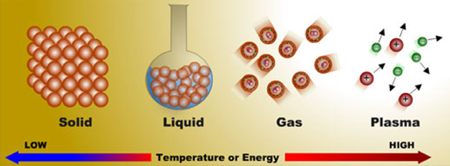 Solid Liquid Gas Plasma
LOW HIGH
Temperature or Energy